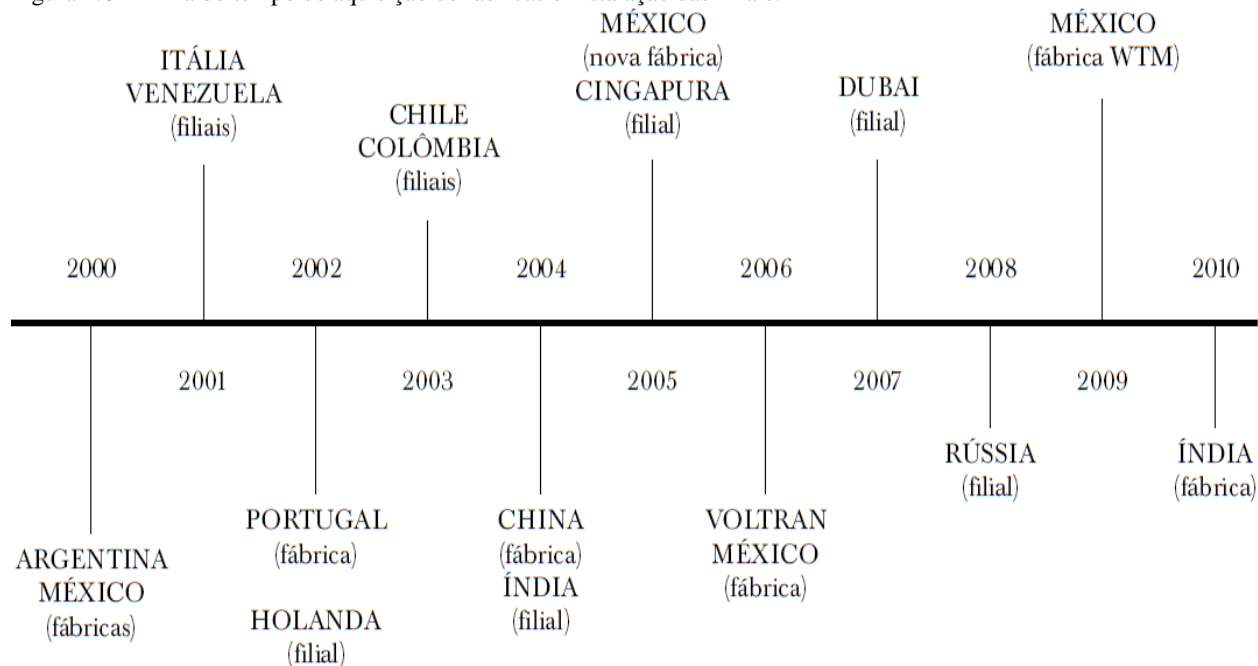 MÉXICO
(nova fábrica)
CINGAPURA
(filial)
MÉXICO
(fábrica WTM)
ITÁLIA
VENEZUELA
(filiais)
CHILE
COLÔMBIA
(filiais)
DUBAI
(filial)
2000
2002
2004
2006
2008
2010
2001
2003
2005
2007
2009
ARGENTINA
MÉXICO
(fábricas)
PORTUGAL
(fábrica)
HOLANDA
(filial)
CHINA
(fábrica)
ÍNDIA
(filial)
VOLTRAN
MÉXICO
(fábrica)
RÚSSIA
(filial)
ÍNDIA
(fábrica)